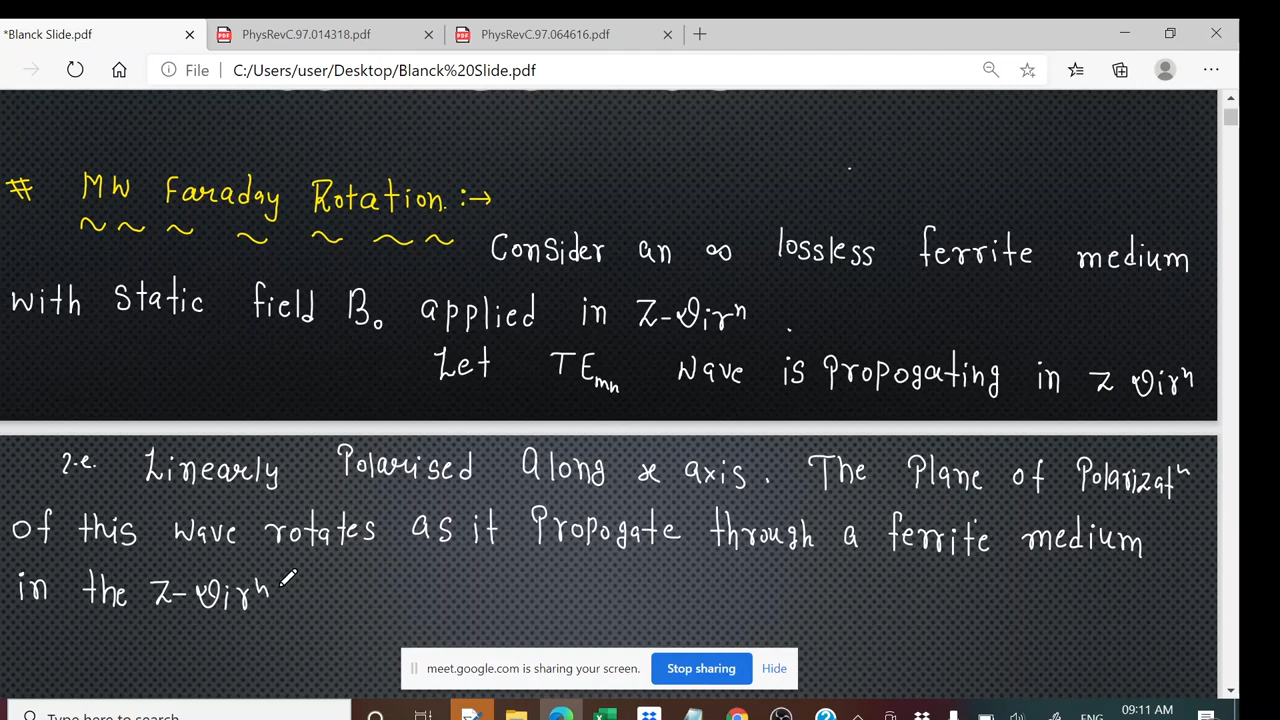 *Blanck Slide.pdf
PhysRevC.97.014318.pdf
PhysRevC.97.064616.pdf
File
C:/Users/user/Desktop/Blanck%20Slide.pdf
# MW Faraday Rotation :→
Consider an ∞ lossless ferrite medium
with static field B₀ applied in Z-dirⁿ.
Let TEₘₙ wave is Propogating in z dirⁿ
i.e. Linearly Polarised Along x axis. The Plane of Polarizatⁿ
of this wave rotates as it Propogate through a ferrite medium
in the Z-dirⁿ
meet.google.com is sharing your screen.
Stop sharing
Hide
Type here to search
ENG
09:11 AM